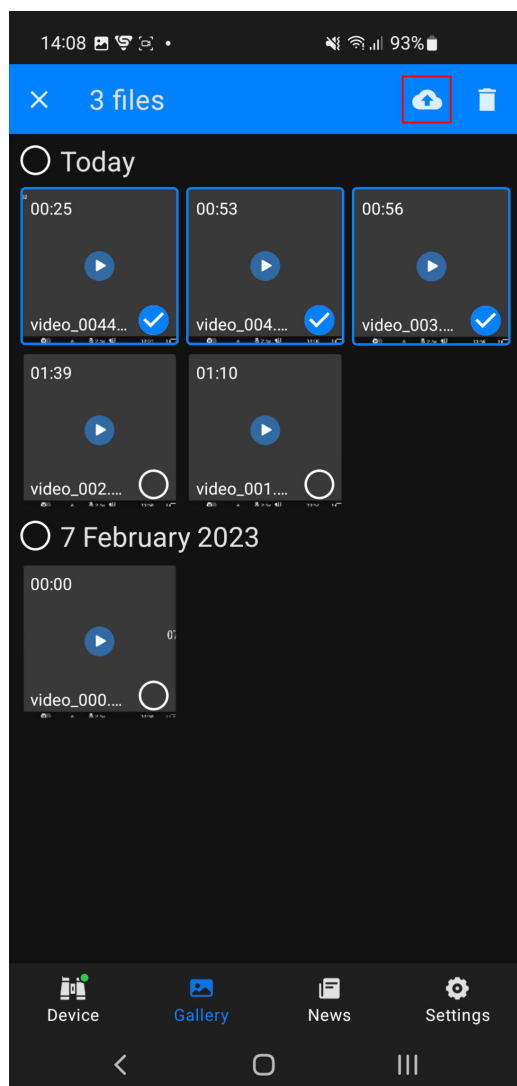 14:08 93%
3 files
Today
00:25 00:53 00:56
video_0044... video_004.... video_003....
01:39 01:10
video_002.... video_001....
7 February 2023
00:00
07
video_000....
Device Gallery News Settings